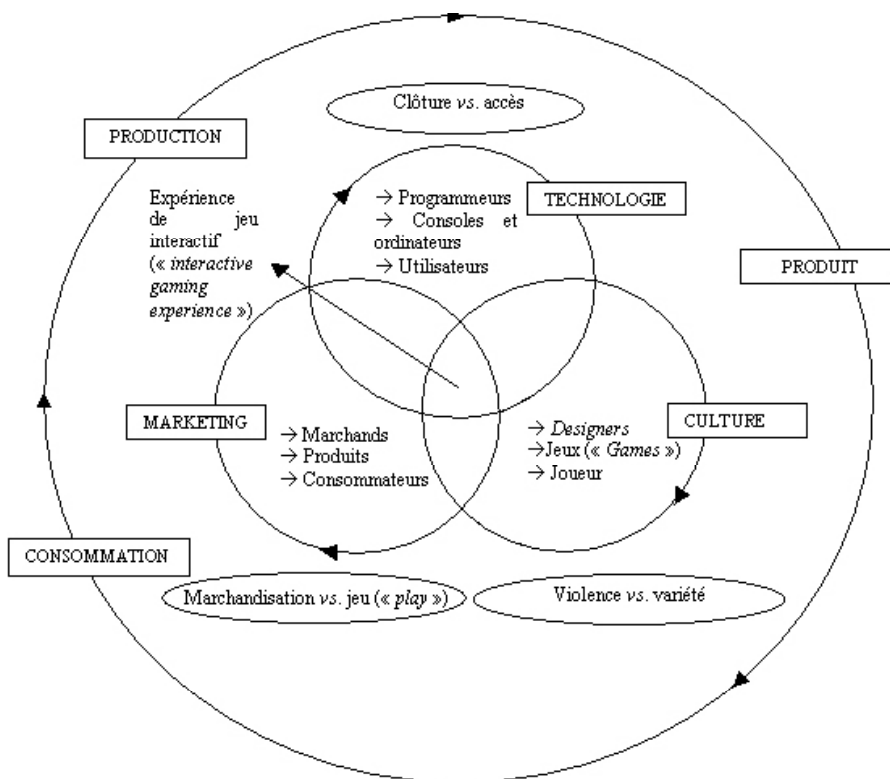 Clôture vs. accès
PRODUCTION
Expérience
de jeu
interactif
(« interactive
gaming
experience »)
→ Programmeurs
→ Consoles et
ordinateurs
→ Utilisateurs
TECHNOLOGIE
PRODUIT
MARKETING
→ Marchands
→ Produits
→ Consommateurs
→ Designers
→Jeux (« Games »)
→ Joueur
CULTURE
CONSOMMATION
Marchandisation vs. jeu (« play »)
Violence vs. variété